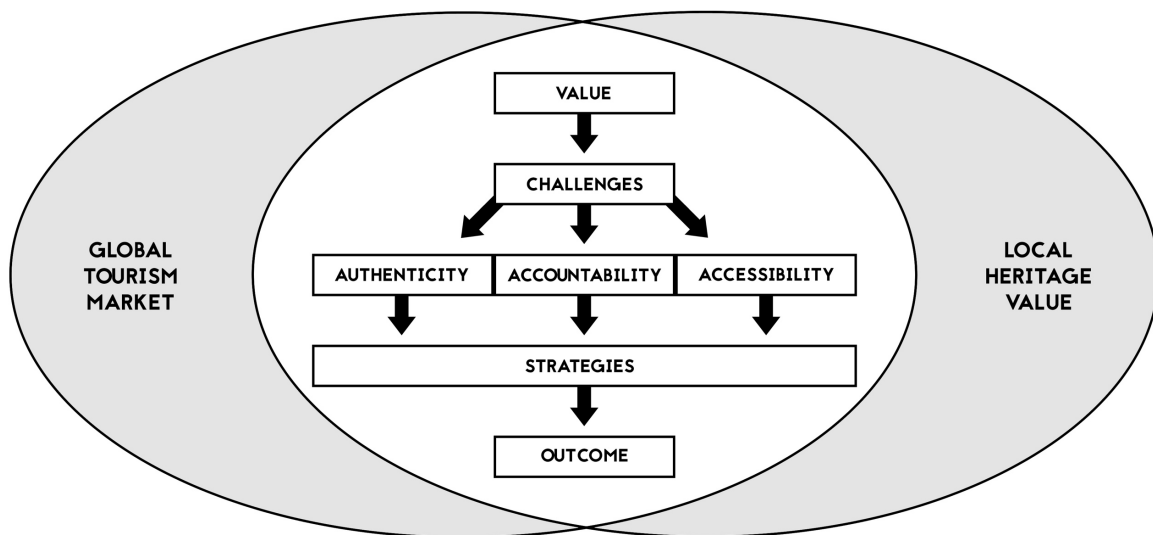 VALUE
CHALLENGES
GLOBAL
TOURISM
MARKET
AUTHENTICITY
ACCOUNTABILITY
ACCESSIBILITY
LOCAL
HERITAGE
VALUE
STRATEGIES
OUTCOME